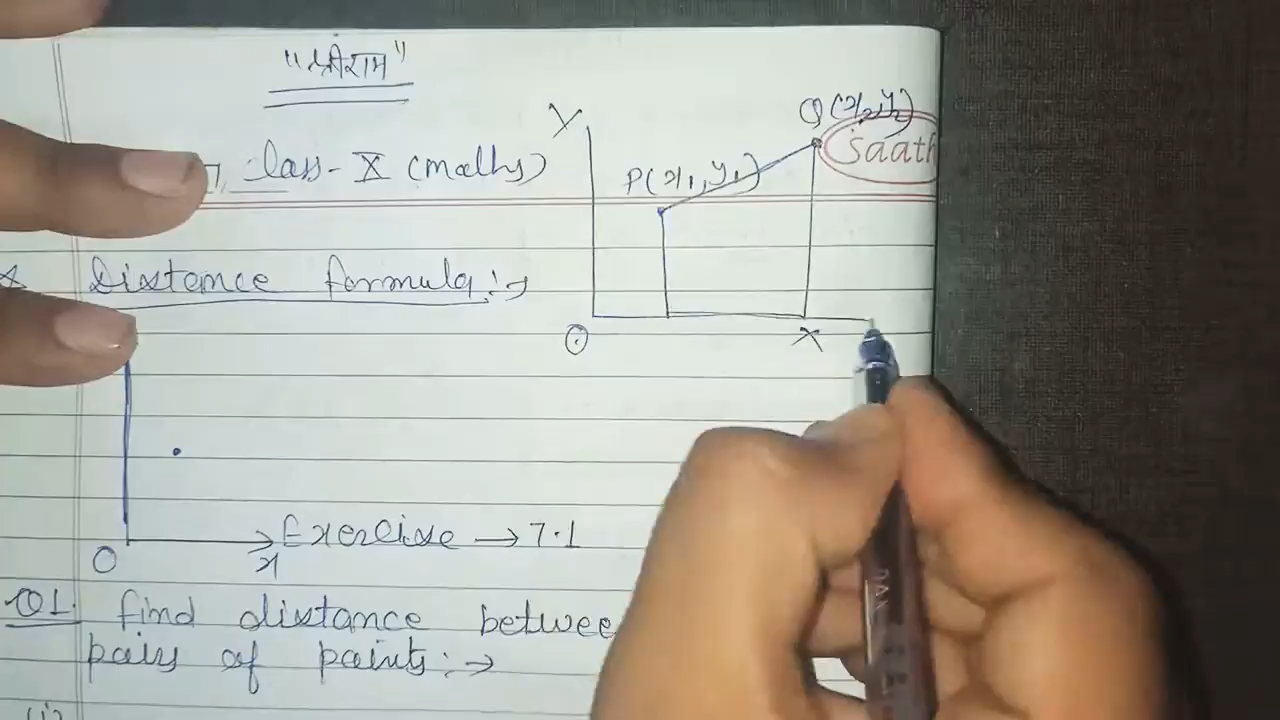 "श्रीराम"
Class - X (maths)
Y
P(x₁, y₁)
Q(x₂, y₂)
Saath
Distance formula :→
O
X
Exercise → 7.1
O
x
Q1 find distance betwee
pairs of points :→
(i)